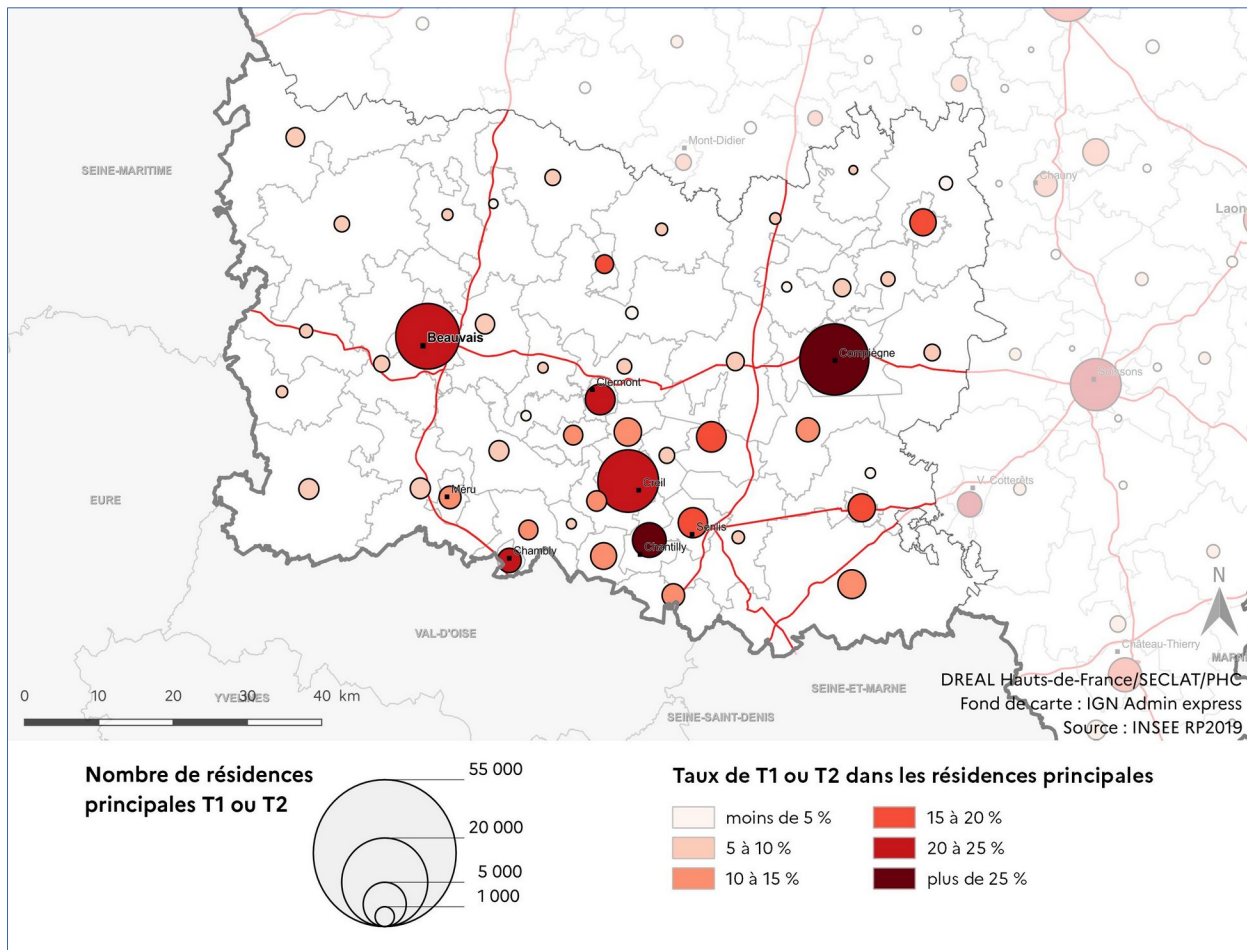 Mont-Didier
SEINE-MARITIME
Chauny
Laon
Beauvais
Compiègne
Soissons
Clermont
Creil
V. Cotterêts
EURE
Méru
Senlis
Chantilly
Chambly
N
VAL-D'OISE
Château-Thierry
MARN
0 10 20 30 40 km
YVELINES
SEINE-ET-MARNE
SEINE-SAINT-DENIS
DREAL Hauts-de-France/SECLAT/PHC
Fond de carte : IGN Admin express
Source : INSEE RP2019
Nombre de résidences
principales T1 ou T2
55 000
20 000
5 000
1 000
Taux de T1 ou T2 dans les résidences principales
moins de 5 %
5 à 10 %
10 à 15 %
15 à 20 %
20 à 25 %
plus de 25 %